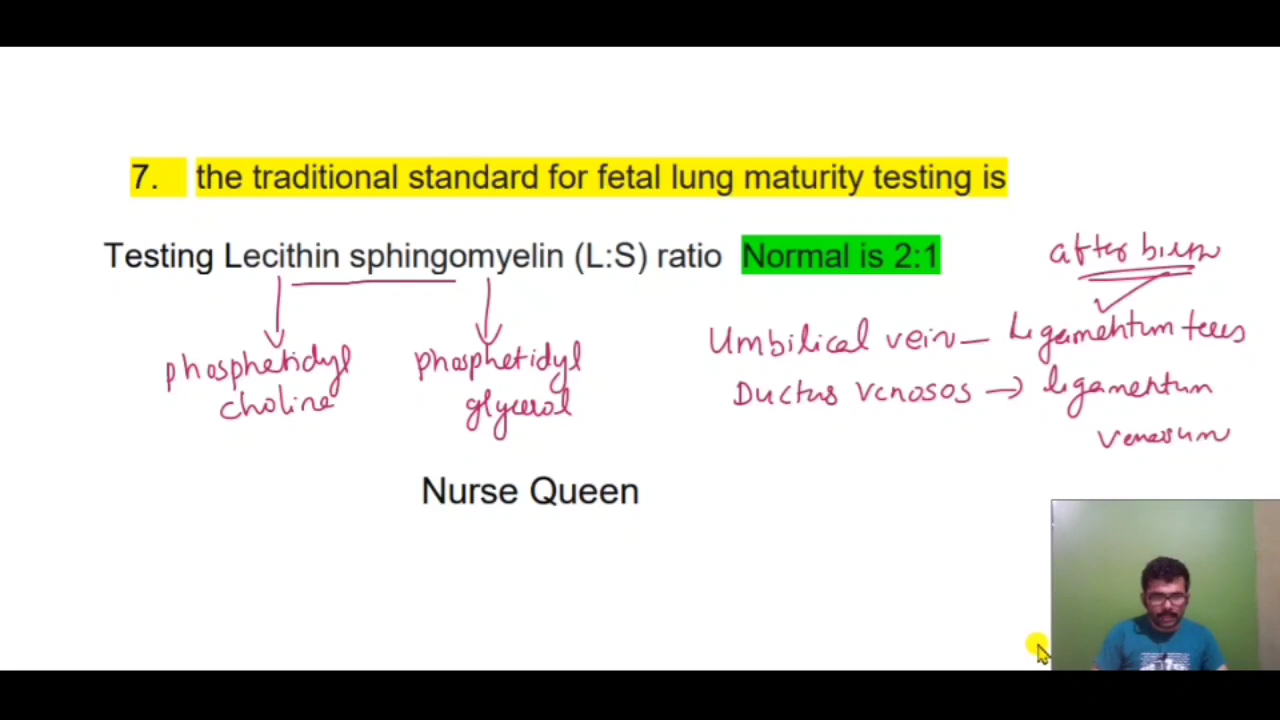 7. the traditional standard for fetal lung maturity testing is
Testing Lecithin sphingomyelin (L:S) ratio Normal is 2:1
after birth
phosphetidyl
choline
phosphetidyl
glycerol
Umbilical vein – Ligamentum teres
Ductus venosos → ligamentum
venosum
Nurse Queen